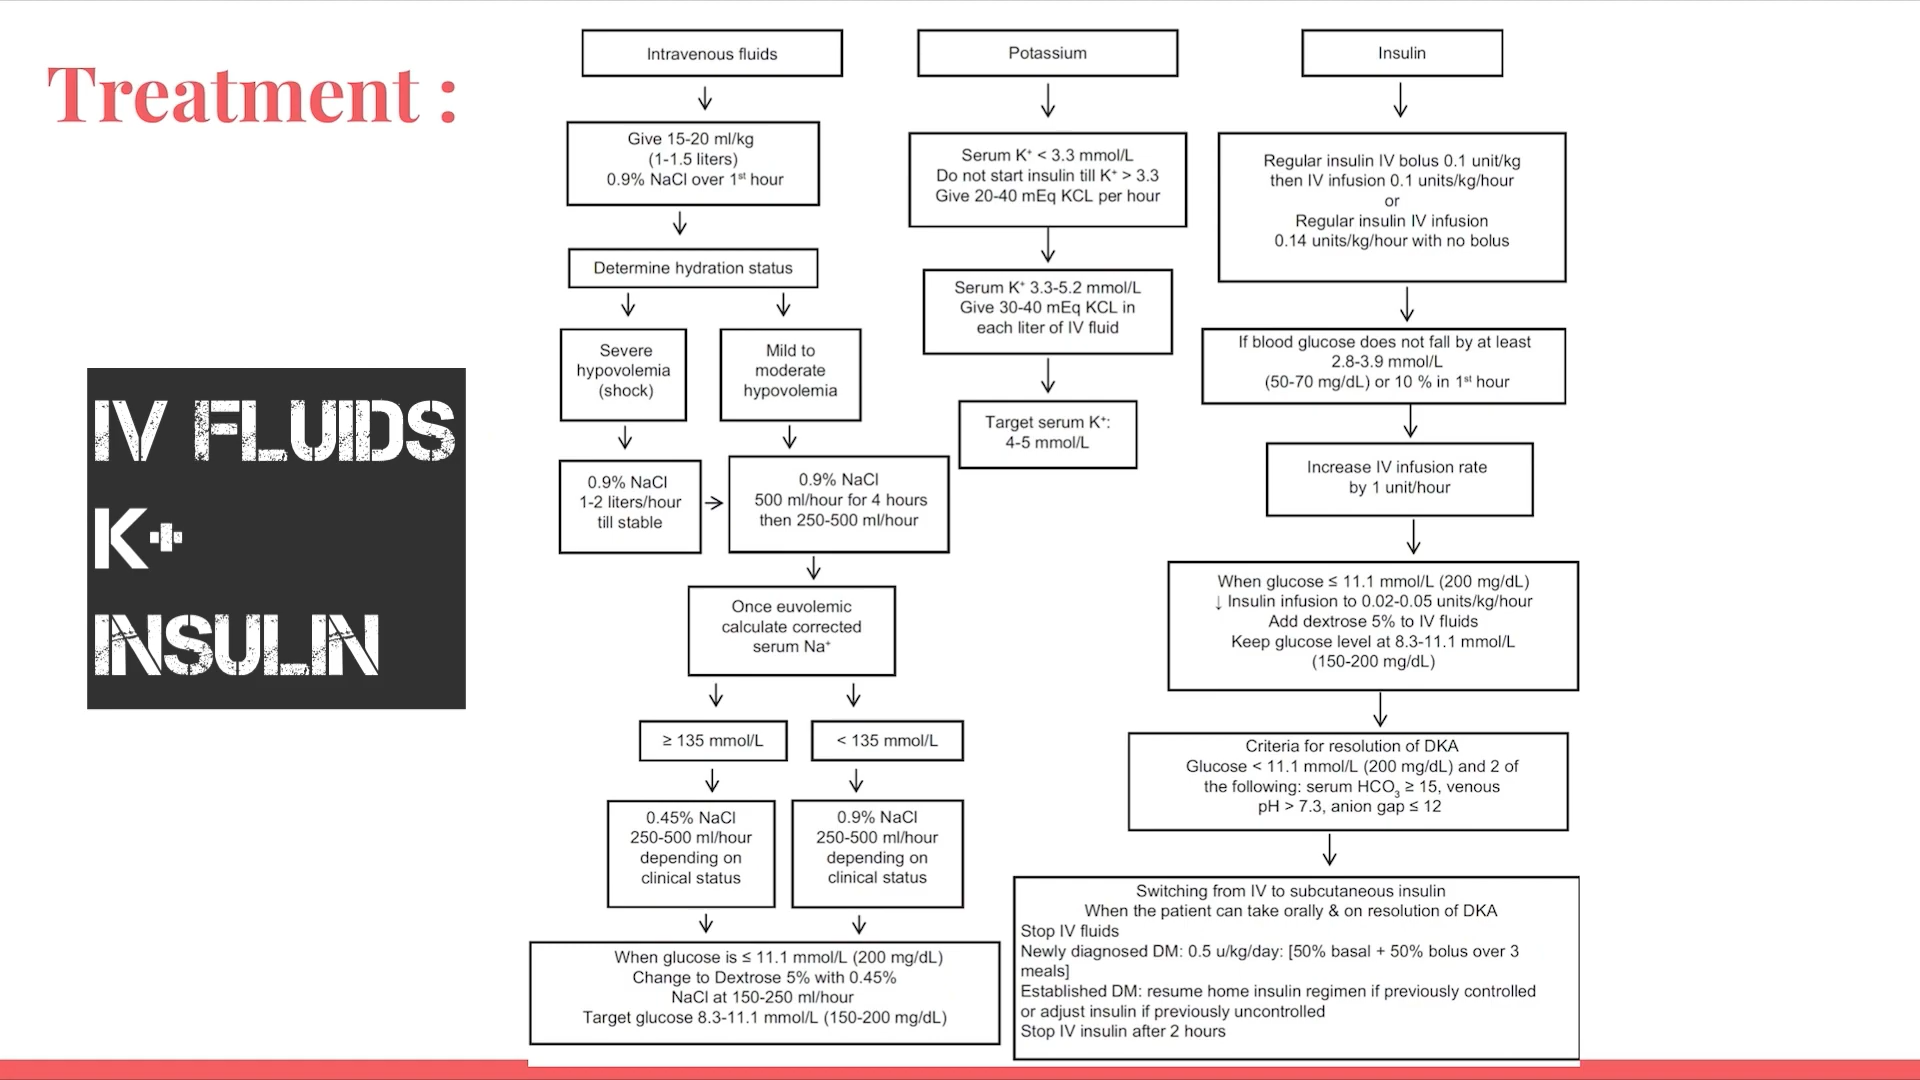 Treatment :
IV FLUIDS
K+
INSULIN
Intravenous fluids
Give 15-20 ml/kg
(1-1.5 liters)
0.9% NaCl over 1st hour
Determine hydration status
Severe
hypovolemia
(shock)
Mild to
moderate
hypovolemia
0.9% NaCl
1-2 liters/hour
till stable
0.9% NaCl
500 ml/hour for 4 hours
then 250-500 ml/hour
Once euvolemic
calculate corrected
serum Na⁺
≥ 135 mmol/L
< 135 mmol/L
0.45% NaCl
250-500 ml/hour
depending on
clinical status
0.9% NaCl
250-500 ml/hour
depending on
clinical status
When glucose is ≤ 11.1 mmol/L (200 mg/dL)
Change to Dextrose 5% with 0.45%
NaCl at 150-250 ml/hour
Target glucose 8.3-11.1 mmol/L (150-200 mg/dL)
Potassium
Serum K⁺ < 3.3 mmol/L
Do not start insulin till K⁺ > 3.3
Give 20-40 mEq KCL per hour
Serum K⁺ 3.3-5.2 mmol/L
Give 30-40 mEq KCL in
each liter of IV fluid
Target serum K⁺:
4-5 mmol/L
Insulin
Regular insulin IV bolus 0.1 unit/kg
then IV infusion 0.1 units/kg/hour
or
Regular insulin IV infusion
0.14 units/kg/hour with no bolus
If blood glucose does not fall by at least
2.8-3.9 mmol/L
(50-70 mg/dL) or 10 % in 1st hour
Increase IV infusion rate
by 1 unit/hour
When glucose ≤ 11.1 mmol/L (200 mg/dL)
↓ Insulin infusion to 0.02-0.05 units/kg/hour
Add dextrose 5% to IV fluids
Keep glucose level at 8.3-11.1 mmol/L
(150-200 mg/dL)
Criteria for resolution of DKA
Glucose < 11.1 mmol/L (200 mg/dL) and 2 of
the following: serum HCO₃ ≥ 15, venous
pH > 7.3, anion gap ≤ 12
Switching from IV to subcutaneous insulin
When the patient can take orally & on resolution of DKA
Stop IV fluids
Newly diagnosed DM: 0.5 u/kg/day: [50% basal + 50% bolus over 3
meals]
Established DM: resume home insulin regimen if previously controlled
or adjust insulin if previously uncontrolled
Stop IV insulin after 2 hours